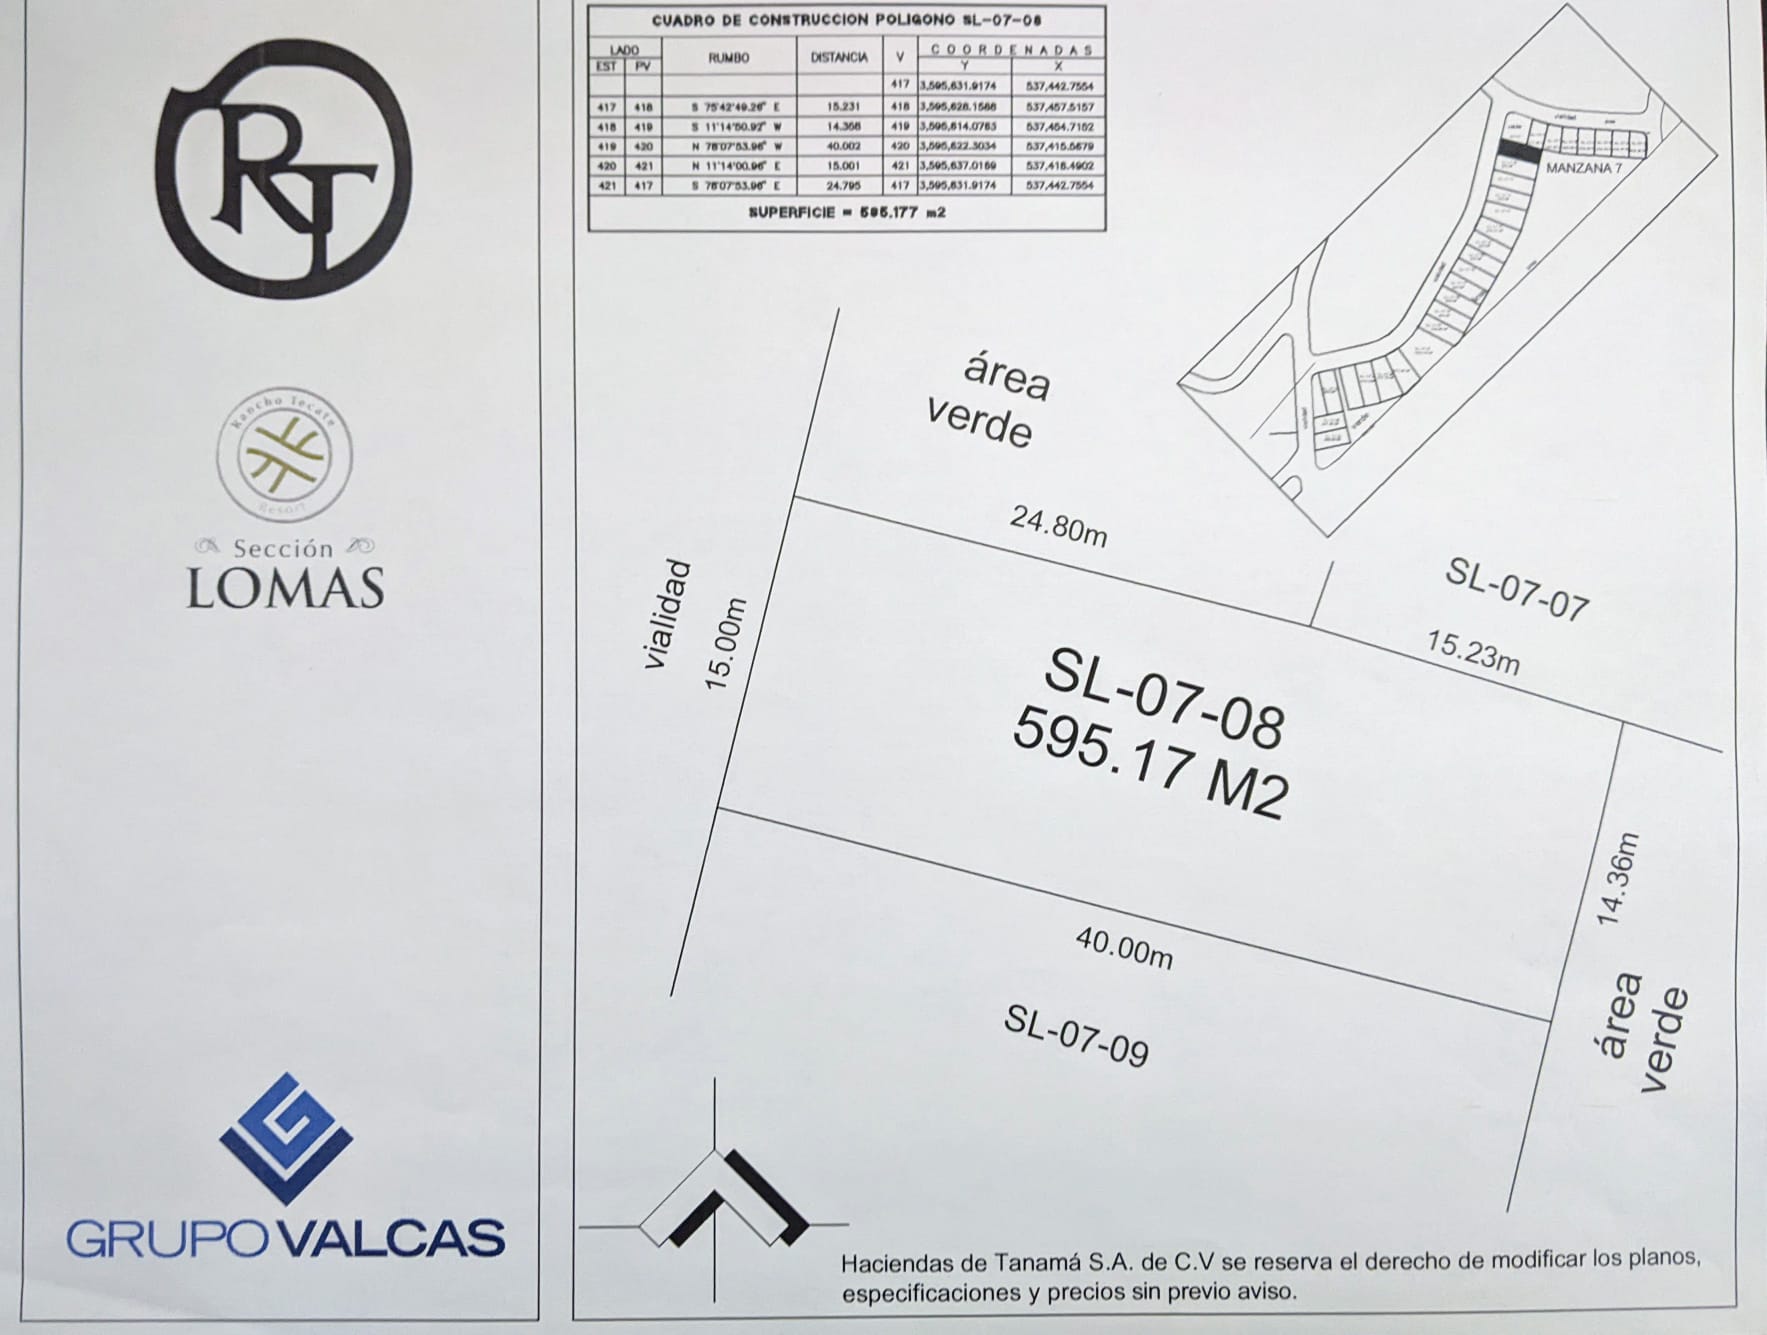 RT
Rancho Tecate
Resort
Sección
LOMAS
GRUPO VALCAS
CUADRO DE CONSTRUCCION POLIGONO SL-07-08
LADO RUMBO DISTANCIA V COORDENADAS
EST PV Y X
417 3,595,631.9174 537,442.7554
417 418 S 75°42'49.26" E 15.231 418 3,595,628.1566 537,457.5157
418 419 S 11°14'50.92" W 14.356 419 3,595,614.0763 537,454.7152
419 420 N 78°07'53.96" W 40.002 420 3,595,622.3034 537,415.5679
420 421 N 11°14'00.96" E 15.001 421 3,595,637.0169 537,418.4902
421 417 S 78°07'53.96" E 24.795 417 3,595,631.9174 537,442.7554
SUPERFICIE = 595.177 m2
MANZANA 7
área
verde
24.80m
SL-07-07
15.23m
vialidad
15.00m
SL-07-08
595.17 M2
14.36m
40.00m
SL-07-09
área
verde
Haciendas de Tanamá S.A. de C.V se reserva el derecho de modificar los planos,
especificaciones y precios sin previo aviso.